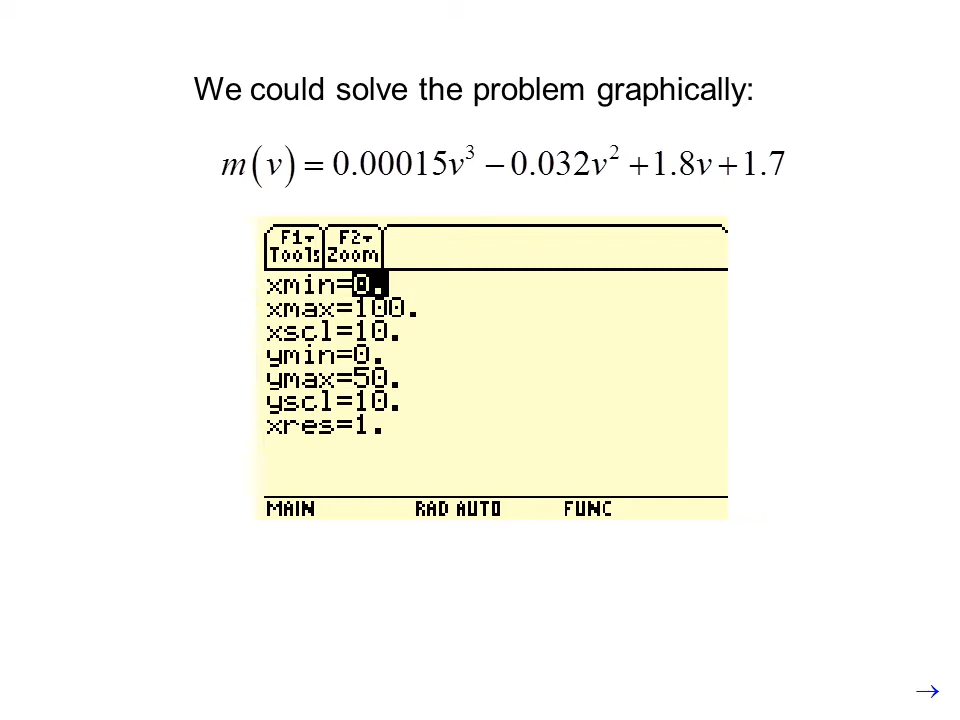 We could solve the problem graphically:
m(v) = 0.00015v³ − 0.032v² + 1.8v + 1.7
F1▾ F2▾
Tools Zoom
xmin=0.
xmax=100.
xscl=10.
ymin=0.
ymax=50.
yscl=10.
xres=1.
MAIN RAD AUTO FUNC
→